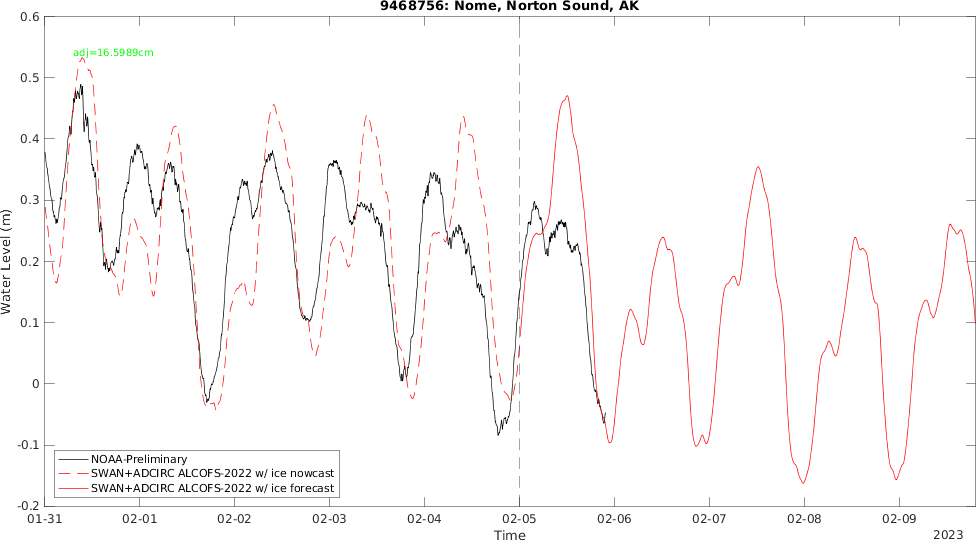 9468756: Nome, Norton Sound, AK
adj=16.5989cm
0.6
0.5
0.4
0.3
0.2
0.1
0
-0.1
-0.2
Water Level (m)
NOAA-Preliminary
SWAN+ADCIRC ALCOFS-2022 w/ ice nowcast
SWAN+ADCIRC ALCOFS-2022 w/ ice forecast
01-31 02-01 02-02 02-03 02-04 02-05 02-06 02-07 02-08 02-09
Time
2023